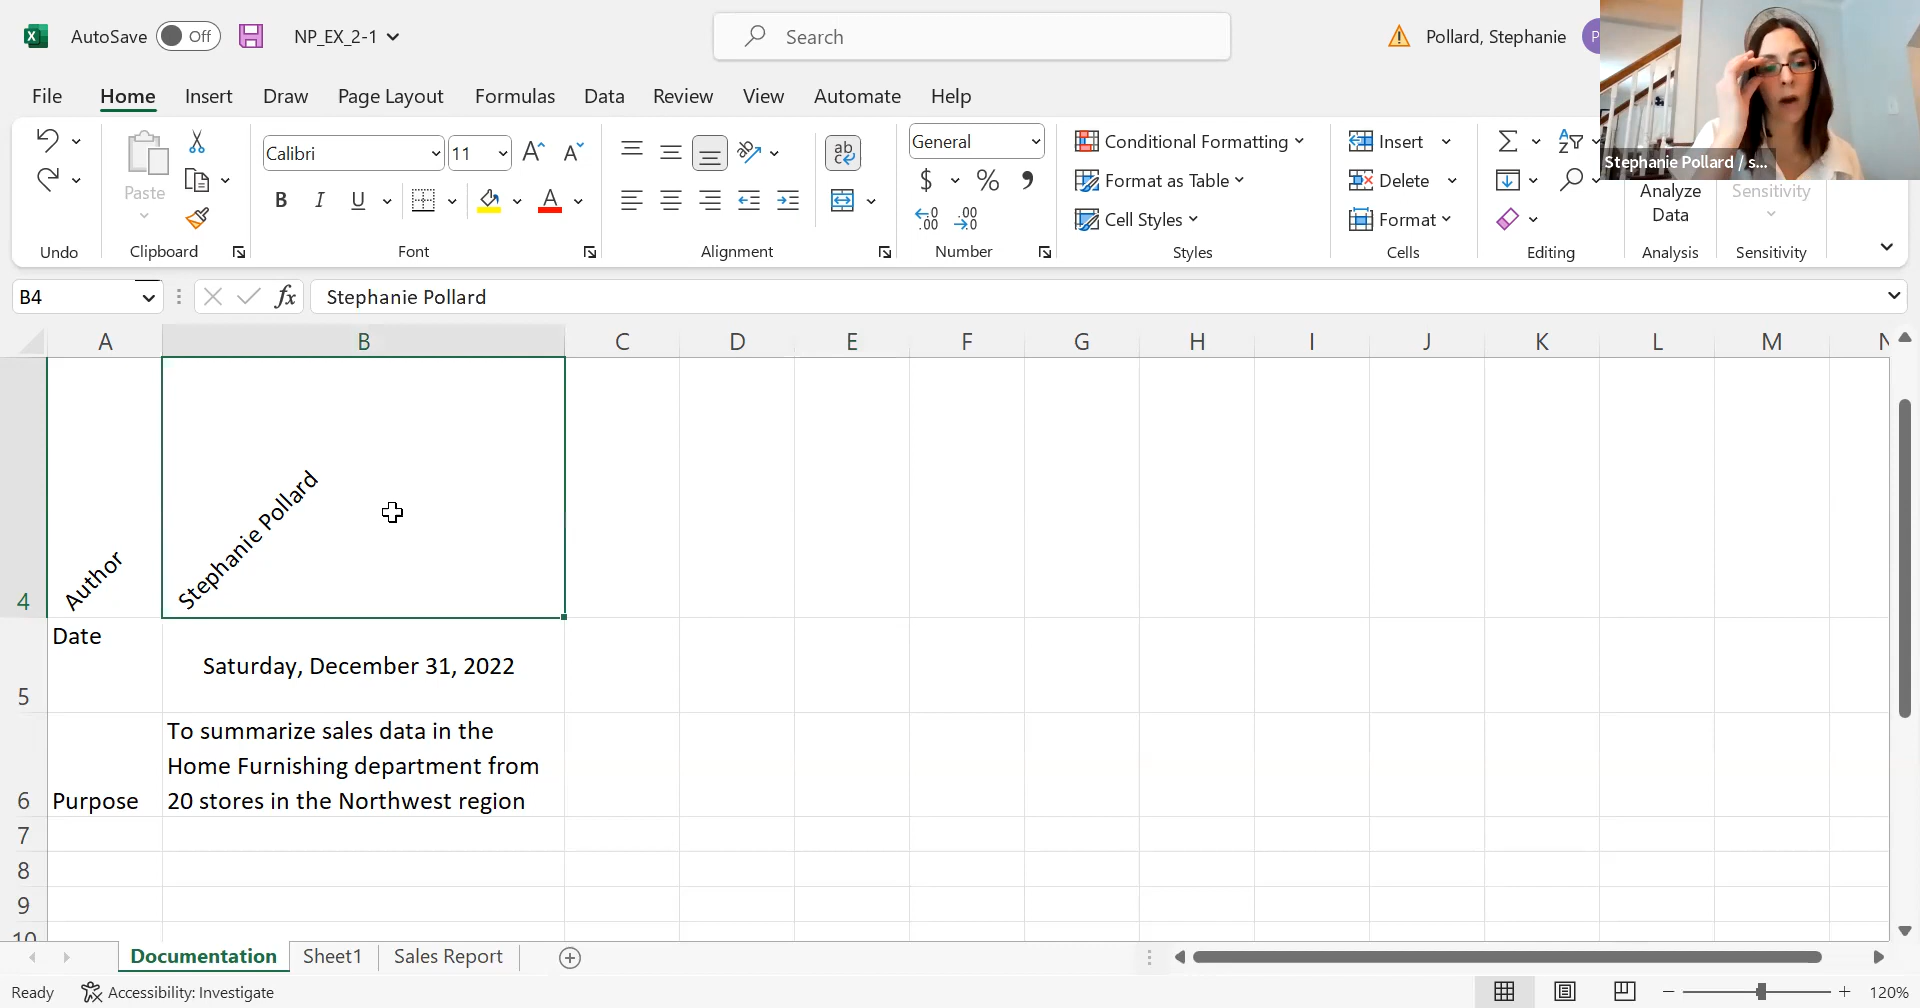 AutoSave Off NP_EX_2-1 Search Pollard, Stephanie P
File Home Insert Draw Page Layout Formulas Data Review View Automate Help
Stephanie Pollard / s...
Paste
Calibri 11
B I U A
ab
General
$ % ,
Conditional Formatting
Format as Table
Cell Styles
Insert
Delete
Format
Analyze Data
Sensitivity
Undo Clipboard Font Alignment Number Styles Cells Editing Analysis Sensitivity
B4 fx Stephanie Pollard
A B C D E F G H I J K L M N
4 Author Stephanie Pollard
5 Date Saturday, December 31, 2022
6 Purpose To summarize sales data in the
Home Furnishing department from
20 stores in the Northwest region
7
8
9
10
Documentation Sheet1 Sales Report
Ready Accessibility: Investigate 120%